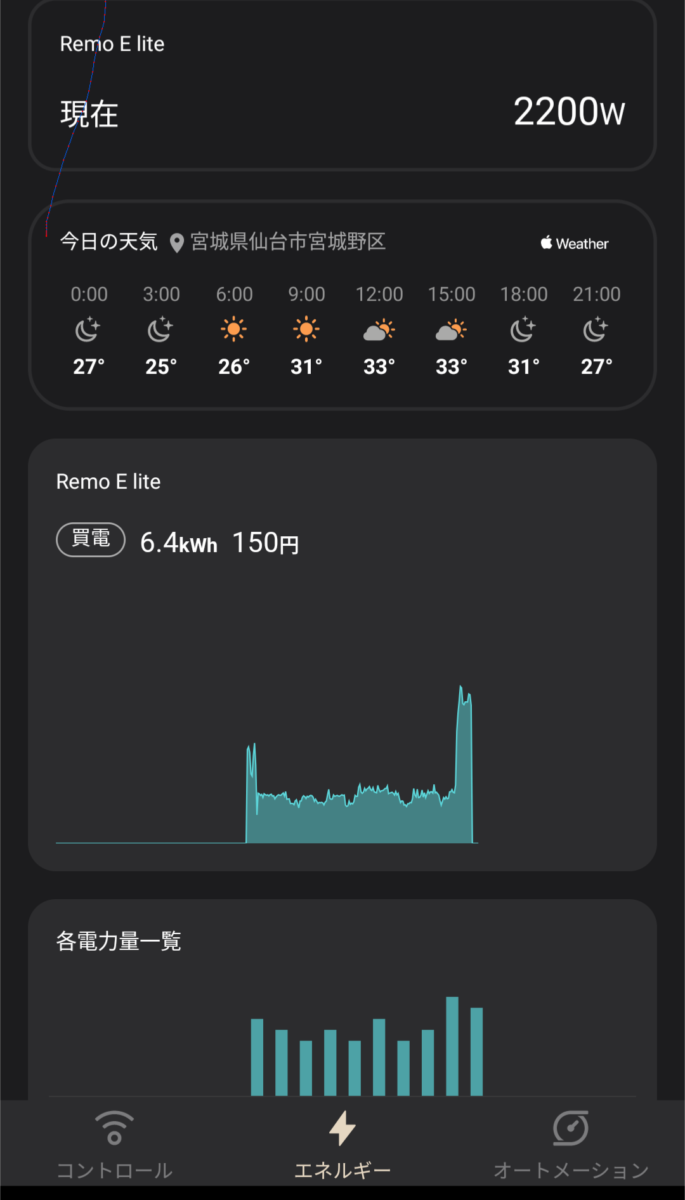 Remo E lite
現在 2200W
今日の天気 宮城県仙台市宮城野区 Weather
0:00 3:00 6:00 9:00 12:00 15:00 18:00 21:00
27° 25° 26° 31° 33° 33° 31° 27°
Remo E lite
買電 6.4kWh 150円
各電力量一覧
コントロール エネルギー オートメーション